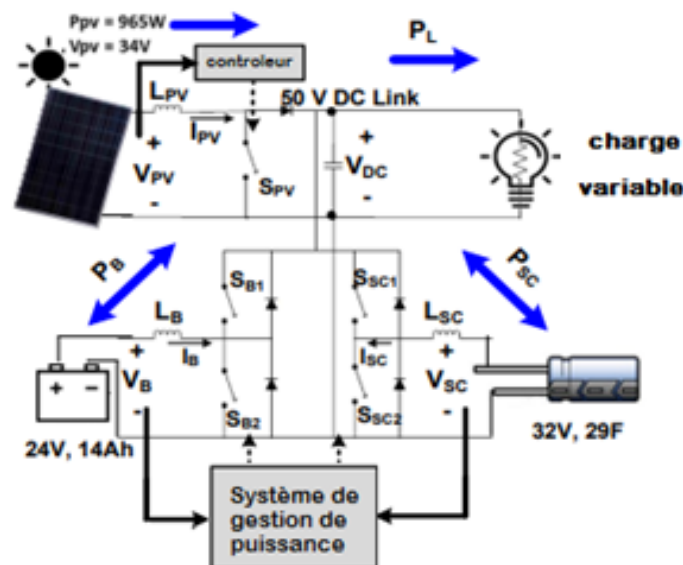 Ppv = 965W
Vpv = 34V
controleur
PL
LPV
50 V DC Link
IPV
+
VPV
-
SPV
+
VDC
-
charge
variable
PB
PSC
SB1
SSC1
LB
LSC
IB
ISC
+
VB
-
+
VSC
-
+ −
SB2
SSC2
24V, 14Ah
32V, 29F
Système de
gestion de
puissance